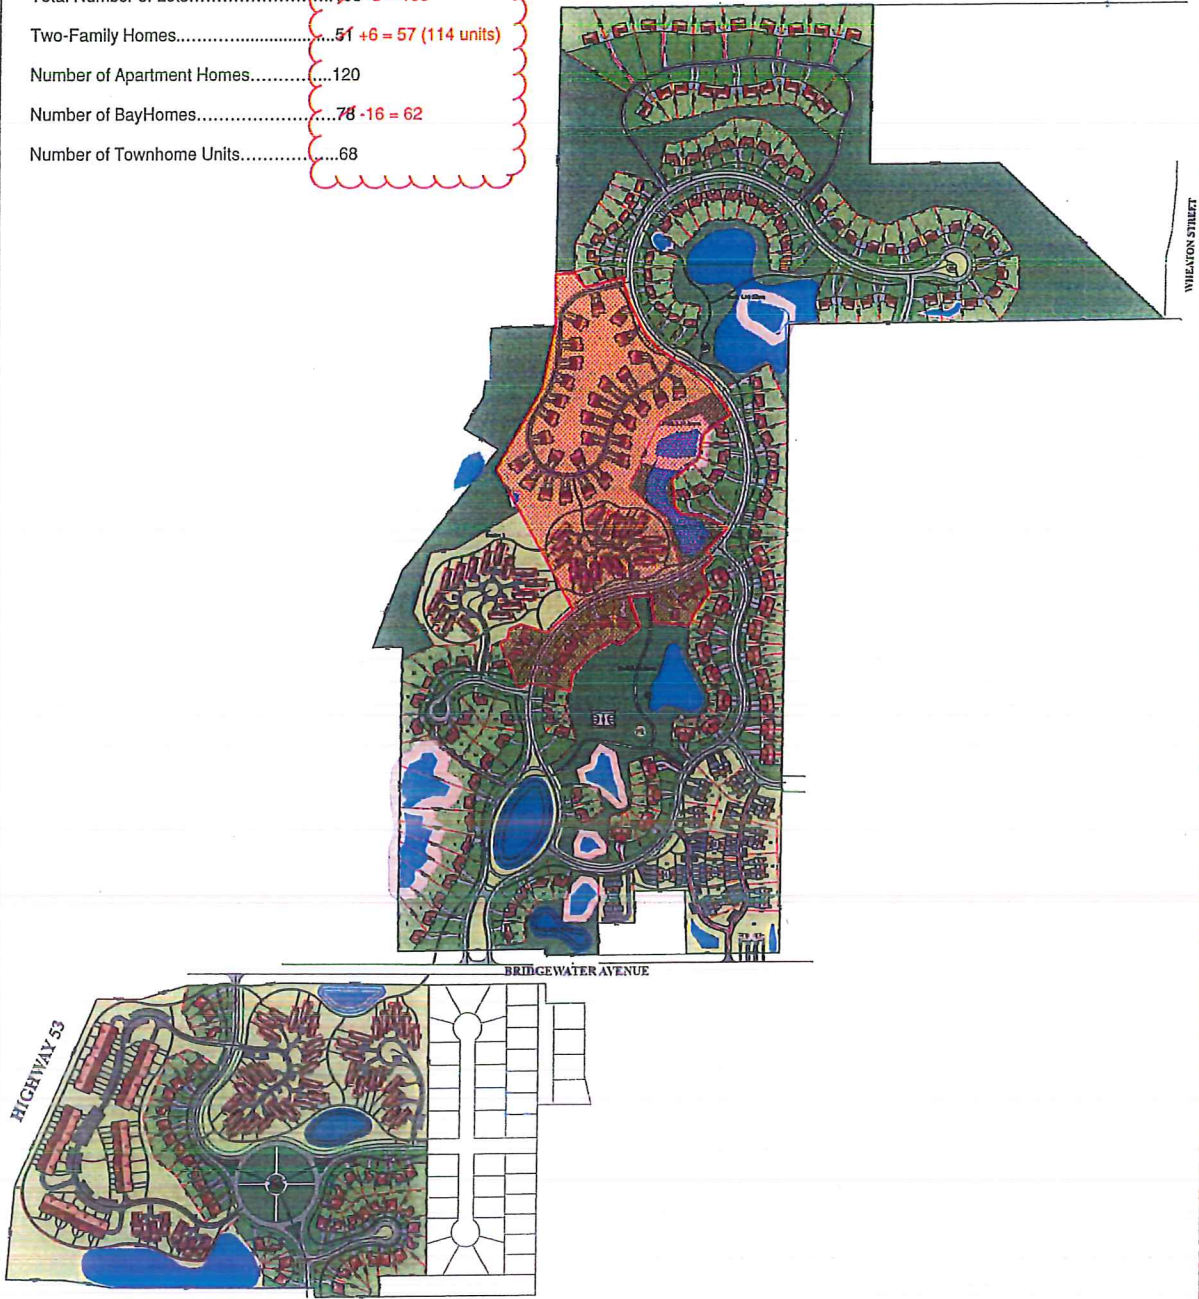 Two-Family Homes..............................51 +6 = 57 (114 units)
Number of Apartment Homes..............120
Number of BayHomes........................78 -16 = 62
Number of Townhome Units.................68
WHEATON STREET
BRIDGEWATER AVENUE
HIGHWAY 53